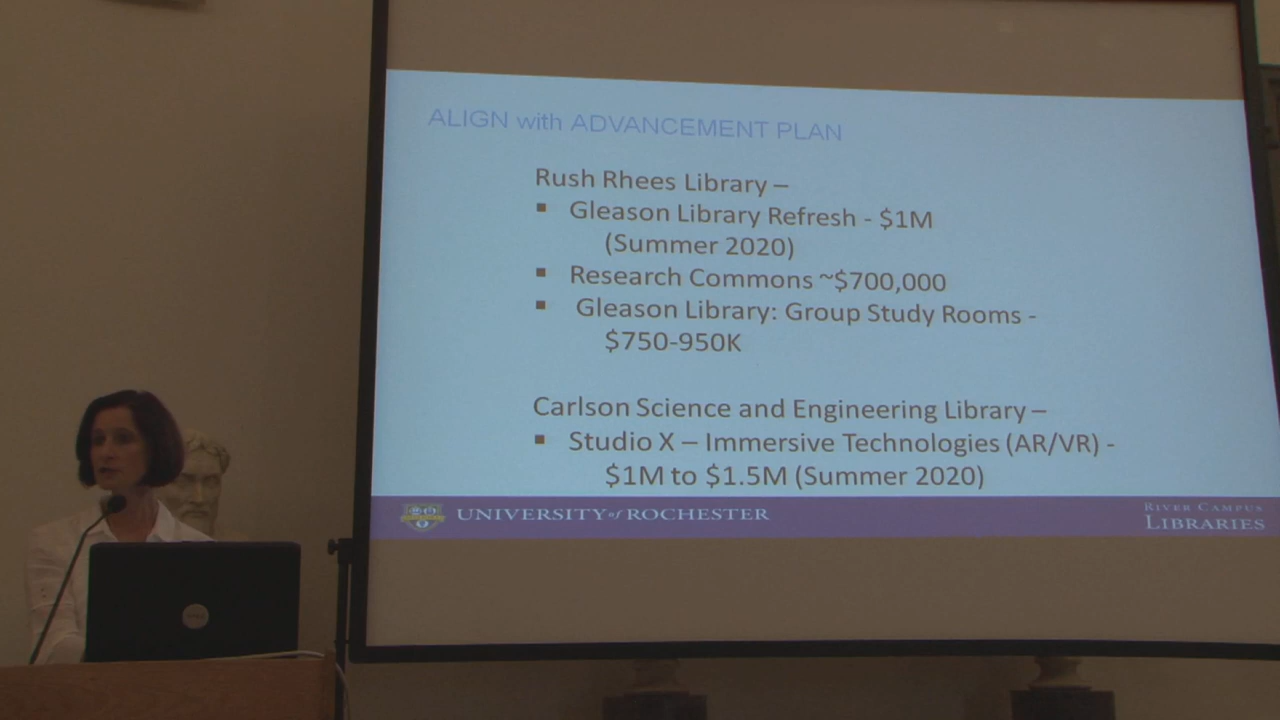 ALIGN with ADVANCEMENT PLAN
Rush Rhees Library –
▪ Gleason Library Refresh - $1M
(Summer 2020)
▪ Research Commons ~$700,000
▪ Gleason Library: Group Study Rooms -
$750-950K
Carlson Science and Engineering Library –
▪ Studio X – Immersive Technologies (AR/VR) -
$1M to $1.5M (Summer 2020)
UNIVERSITY of ROCHESTER
RIVER CAMPUS
LIBRARIES
DELL